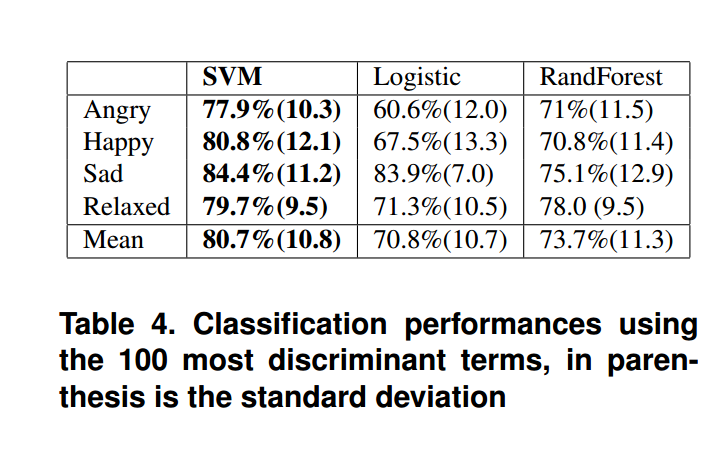 SVM Logistic RandForest
Angry 77.9%(10.3) 60.6%(12.0) 71%(11.5)
Happy 80.8%(12.1) 67.5%(13.3) 70.8%(11.4)
Sad 84.4%(11.2) 83.9%(7.0) 75.1%(12.9)
Relaxed 79.7%(9.5) 71.3%(10.5) 78.0 (9.5)
Mean 80.7%(10.8) 70.8%(10.7) 73.7%(11.3)
Table 4. Classification performances using
the 100 most discriminant terms, in paren-
thesis is the standard deviation